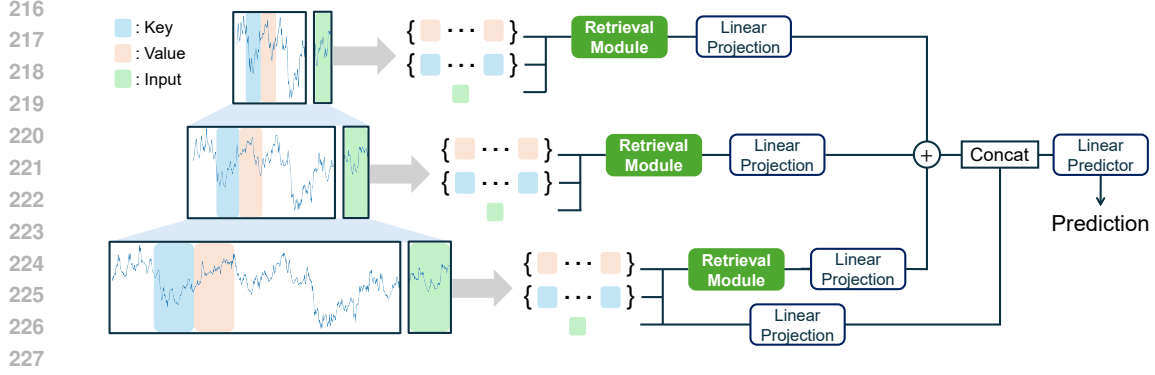 216
217
218
219
220
221
222
223
224
225
226
227
: Key
: Value
: Input
{ ··· }
{ ··· }
Retrieval
Module
Linear
Projection
{ ··· }
{ ··· }
Retrieval
Module
Linear
Projection
+
Concat
Linear
Predictor
Prediction
{ ··· }
{ ··· }
Retrieval
Module
Linear
Projection
Linear
Projection